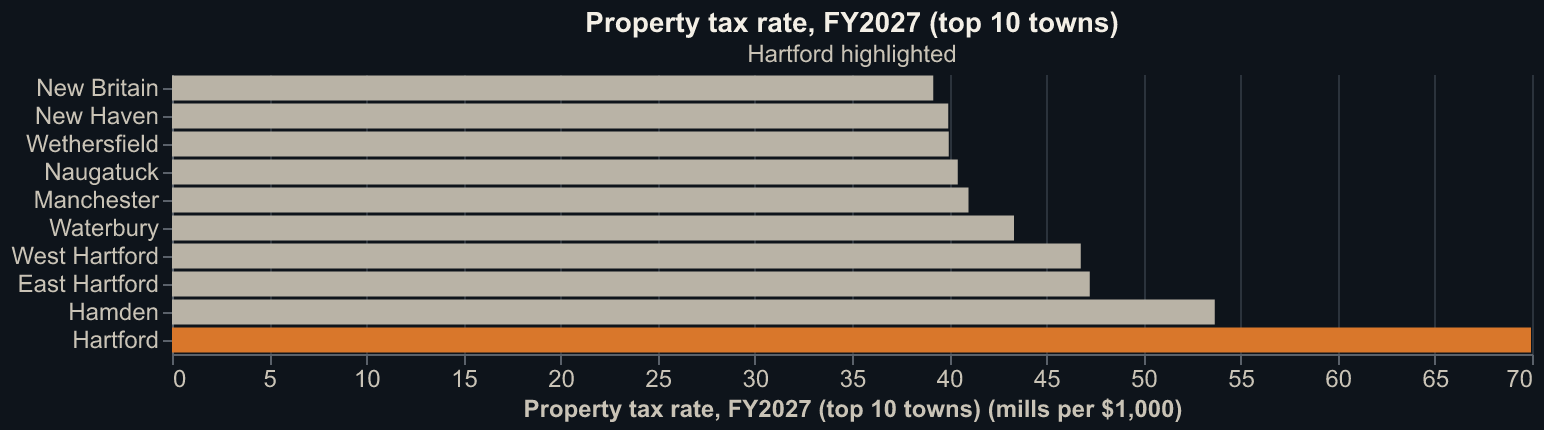 Property tax rate, FY2027 (top 10 towns)
Hartford highlighted
New Britain
New Haven
Wethersfield
Naugatuck
Manchester
Waterbury
West Hartford
East Hartford
Hamden
Hartford
0 5 10 15 20 25 30 35 40 45 50 55 60 65 70
Property tax rate, FY2027 (top 10 towns) (mills per $1,000)